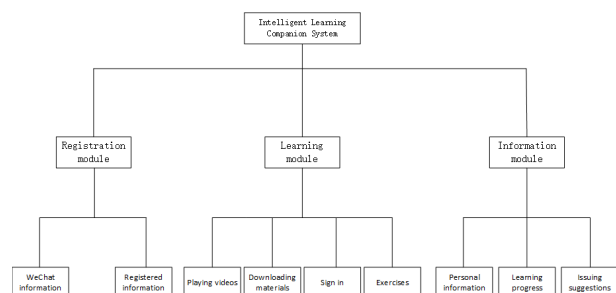 Intelligent Learning
Companion System
Registration
module
Learning
module
Information
module
WeChat
information
Registered
information
Playing videos
Downloading
materials
Sign in
Exercises
Personal
information
Learning
progress
Issuing
suggestions